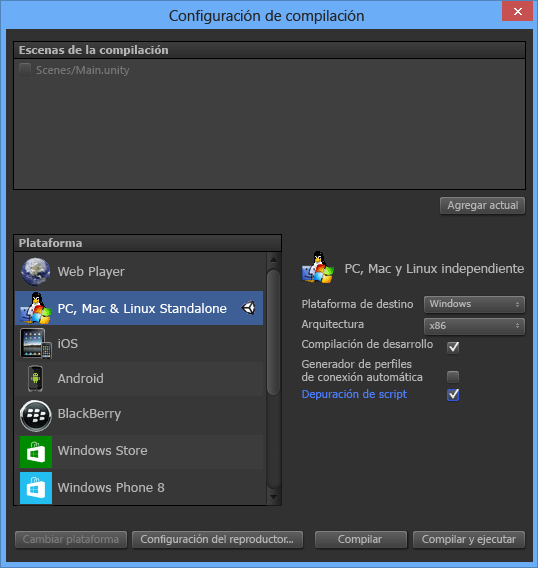 Configuración de compilación
Escenas de la compilación
Scenes/Main.unity
Agregar actual
Plataforma
Web Player
PC, Mac & Linux Standalone
iOS
Android
BlackBerry
Windows Store
Windows Phone 8
PC, Mac y Linux independiente
Plataforma de destino Windows
Arquitectura x86
Compilación de desarrollo
Generador de perfiles
de conexión automática
Depuración de script
Cambiar plataforma Configuración del reproductor... Compilar Compilar y ejecutar